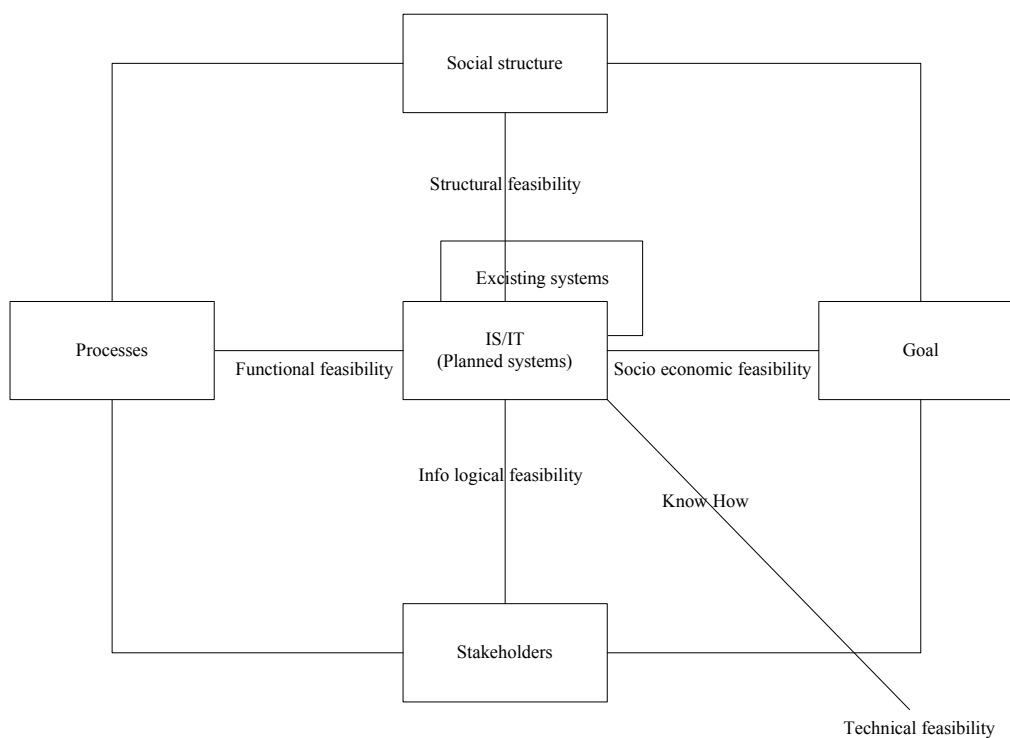 Social structure
Structural feasibility
Excisting systems
Processes
IS/IT
(Planned systems)
Goal
Functional feasibility
Socio economic feasibility
Info logical feasibility
Know How
Stakeholders
Technical feasibility